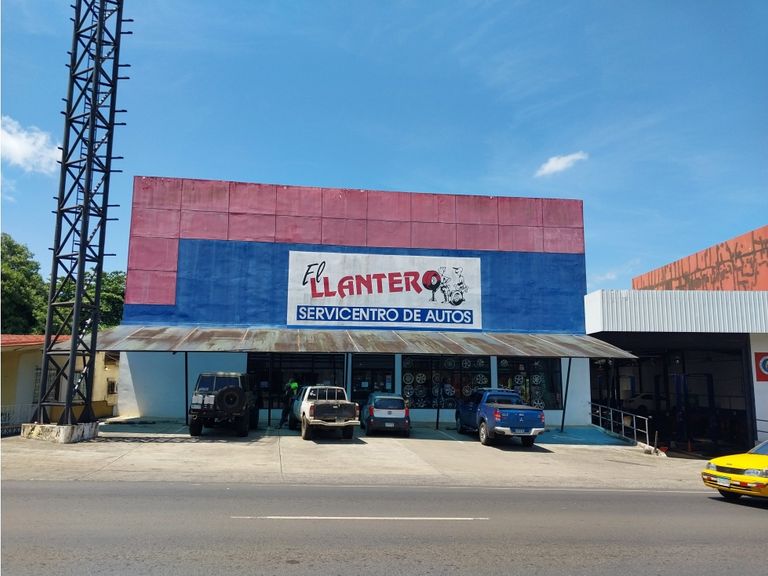 El
LLANTERO
SERVICENTRO DE AUTOS